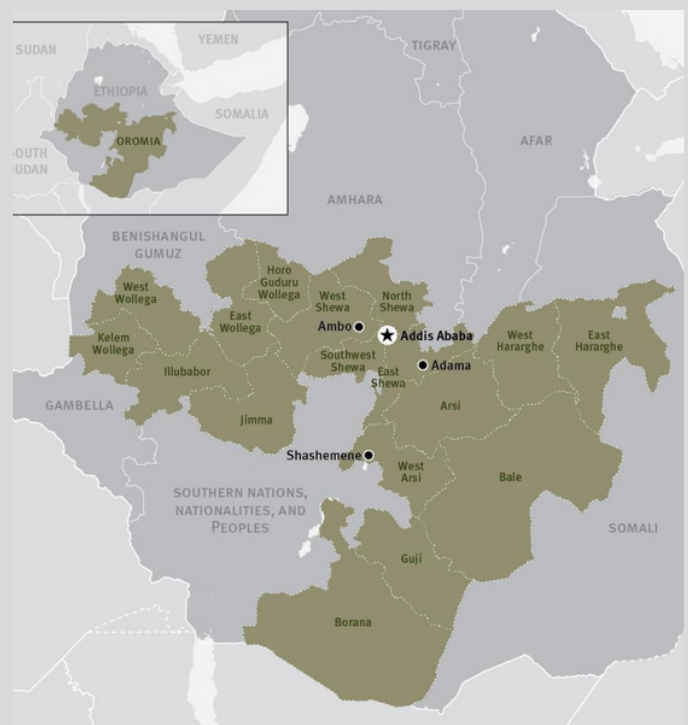 SUDAN
YEMEN
ETHIOPIA
SOMALIA
OROMIA
SOUTH
SUDAN
TIGRAY
AFAR
AMHARA
BENISHANGUL
GUMUZ
West
Wollega
Horo
Guduru
Wollega
West
Shewa
North
Shewa
Kelem
Wollega
East
Wollega
Ambo
Addis Ababa
West
Hararghe
East
Hararghe
Illubabor
Southwest
Shewa
East
Shewa
Adama
GAMBELLA
Jimma
Arsi
Shashemene
West
Arsi
Bale
SOUTHERN NATIONS,
NATIONALITIES, AND
PEOPLES
SOMALI
Guji
Borana